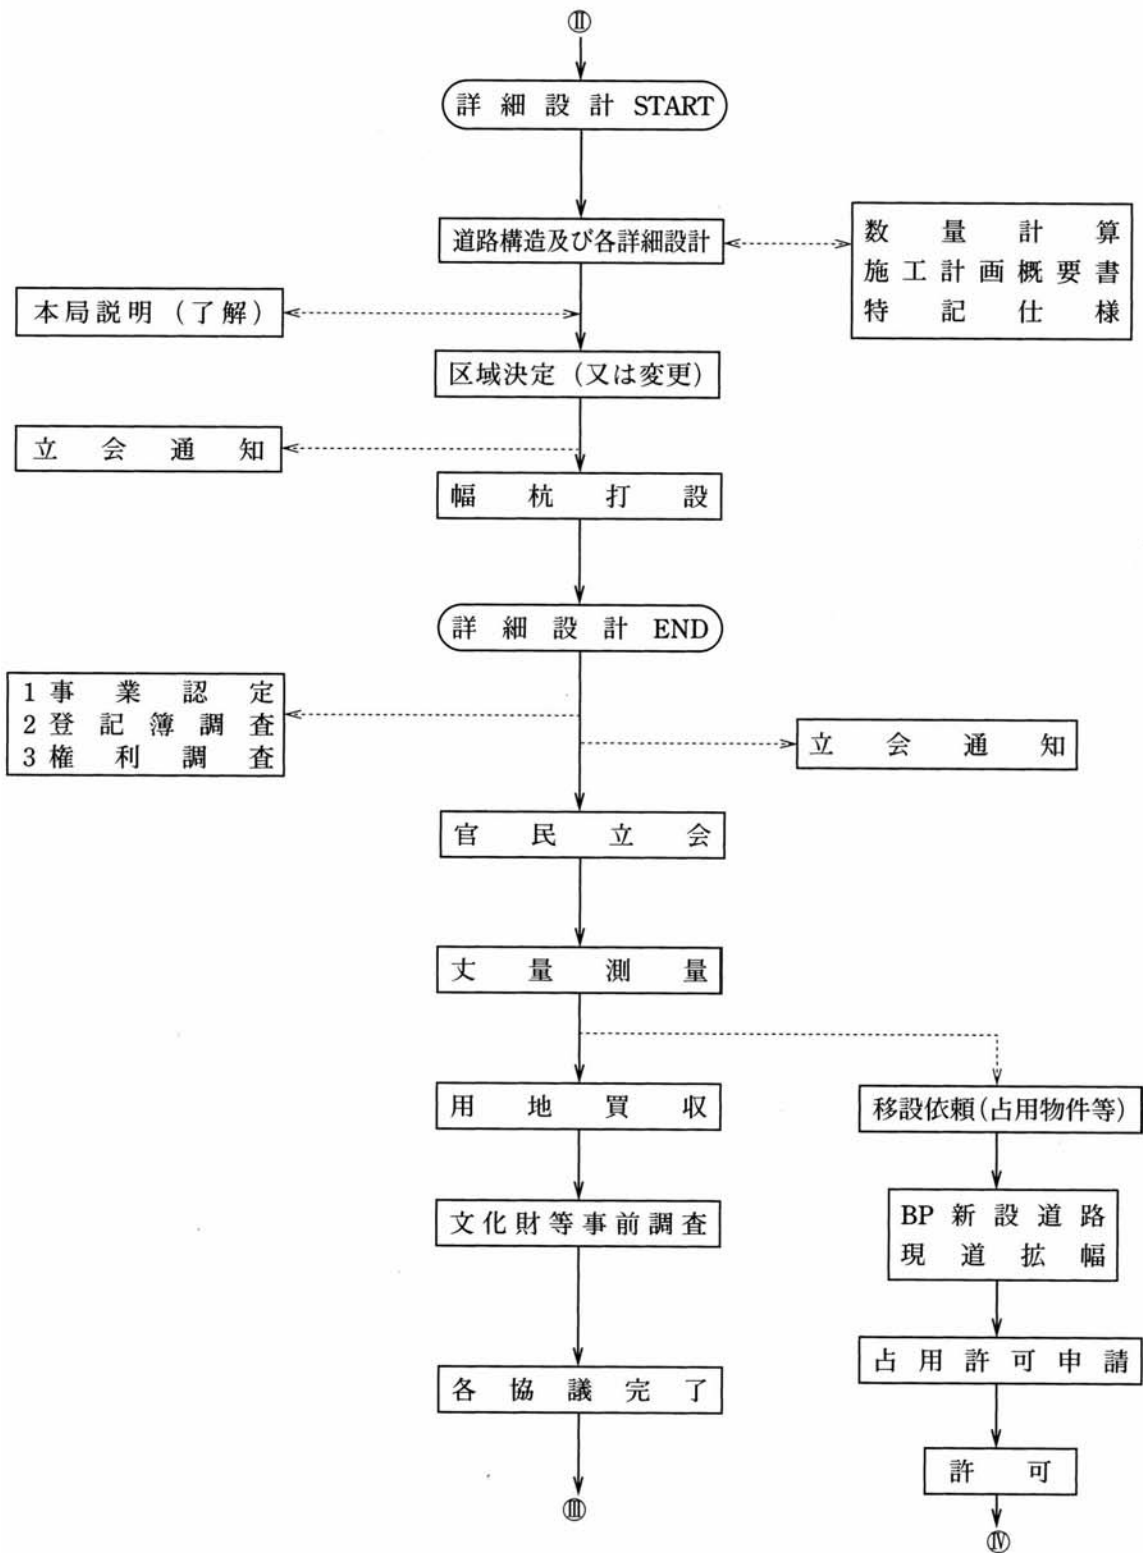 Ⅱ
詳細設計 START
道路構造及び各詳細設計
数量計算
施工計画概要書
特記仕様
本局説明（了解）
区域決定（又は変更）
立会通知
幅杭打設
詳細設計 END
1 事業認定
2 登記簿調査
3 権利調査
立会通知
官民立会
丈量測量
用地買収
移設依頼（占用物件等）
文化財等事前調査
BP 新設道路
現道拡幅
占用許可申請
各協議完了
許可
Ⅲ
Ⅳ